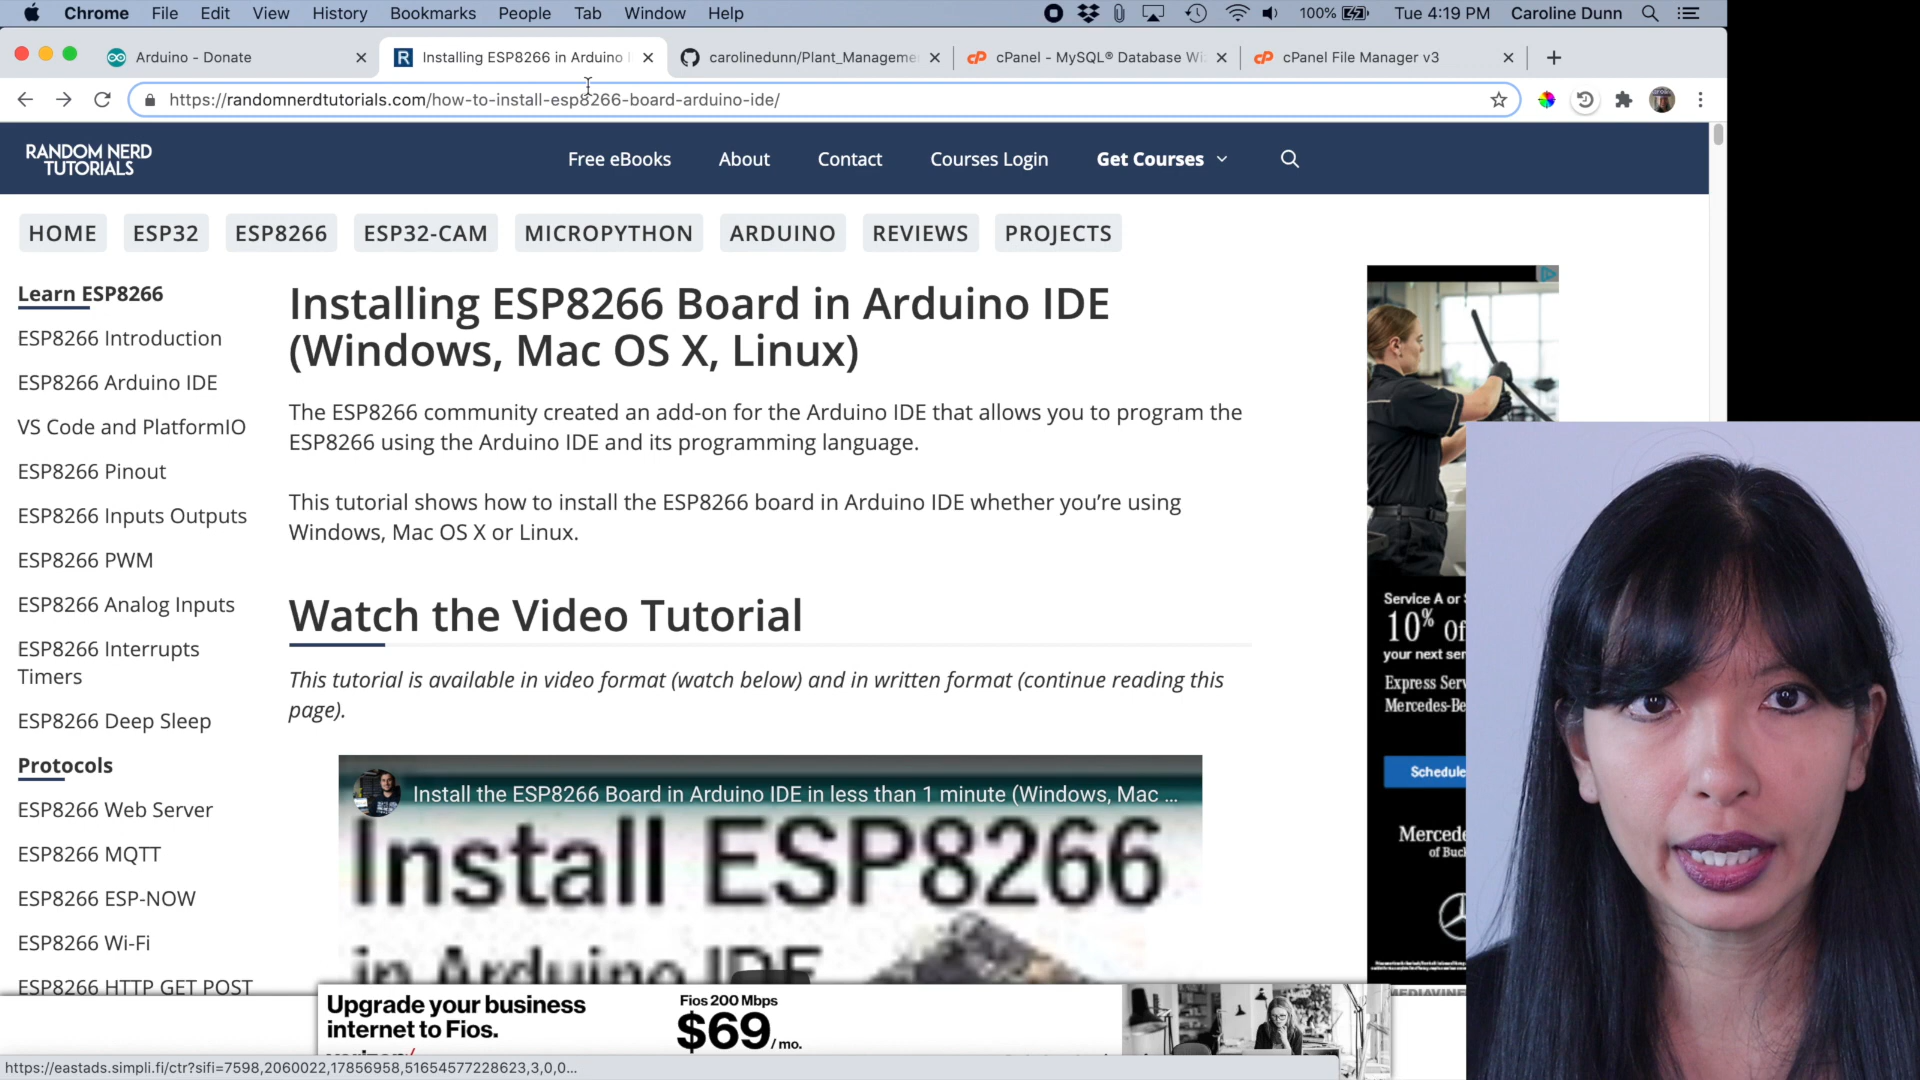 Chrome File Edit View History Bookmarks People Tab Window Help 100% Tue 4:19 PM Caroline Dunn
Arduino - Donate
Installing ESP8266 in Arduino
carolinedunn/Plant_Manageme
cPanel - MySQL® Database Wi
cPanel File Manager v3
https://randomnerdtutorials.com/how-to-install-esp8266-board-arduino-ide/
RANDOM NERD
TUTORIALS
Free eBooks About Contact Courses Login Get Courses
HOME ESP32 ESP8266 ESP32-CAM MICROPYTHON ARDUINO REVIEWS PROJECTS
Learn ESP8266
ESP8266 Introduction
ESP8266 Arduino IDE
VS Code and PlatformIO
ESP8266 Pinout
ESP8266 Inputs Outputs
ESP8266 PWM
ESP8266 Analog Inputs
ESP8266 Interrupts
Timers
ESP8266 Deep Sleep
Protocols
ESP8266 Web Server
ESP8266 MQTT
ESP8266 ESP-NOW
ESP8266 Wi-Fi
ESP8266 HTTP GET POST
Installing ESP8266 Board in Arduino IDE
(Windows, Mac OS X, Linux)
The ESP8266 community created an add-on for the Arduino IDE that allows you to program the
ESP8266 using the Arduino IDE and its programming language.
This tutorial shows how to install the ESP8266 board in Arduino IDE whether you’re using
Windows, Mac OS X or Linux.
Watch the Video Tutorial
This tutorial is available in video format (watch below) and in written format (continue reading this
page).
Install the ESP8266 Board in Arduino IDE in less than 1 minute (Windows, Mac ...
Install ESP8266
in Arduino IDE
Service A or
10% Of
your next ser
Express Serv
Mercedes-Be
Schedule
Mercede
of Buc
Upgrade your business
internet to Fios.
verizon
Fios 200 Mbps
$69/mo.
https://eastads.simpli.fi/ctr?sifi=7598,2060022,17856958,51654577228623,3,0,0...